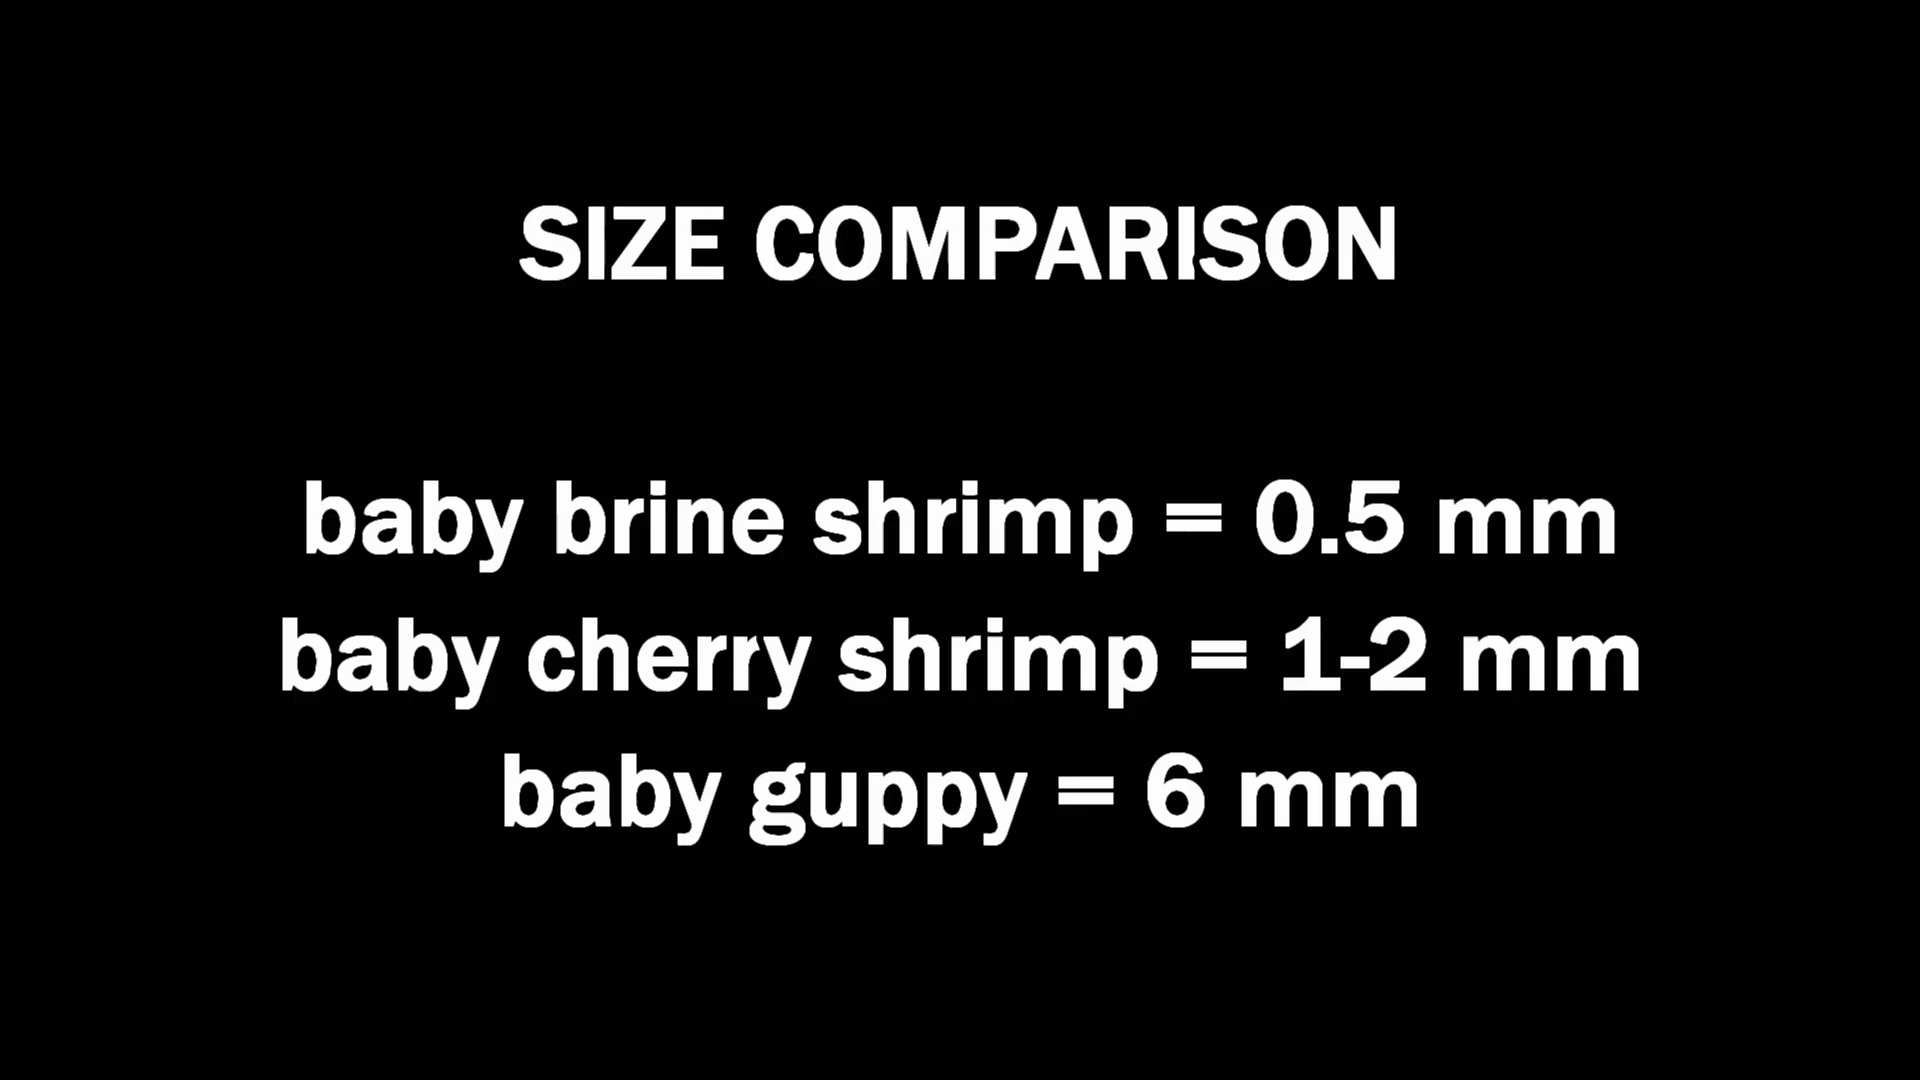 SIZE COMPARISON
baby brine shrimp = 0.5 mm
baby cherry shrimp = 1-2 mm
baby guppy = 6 mm